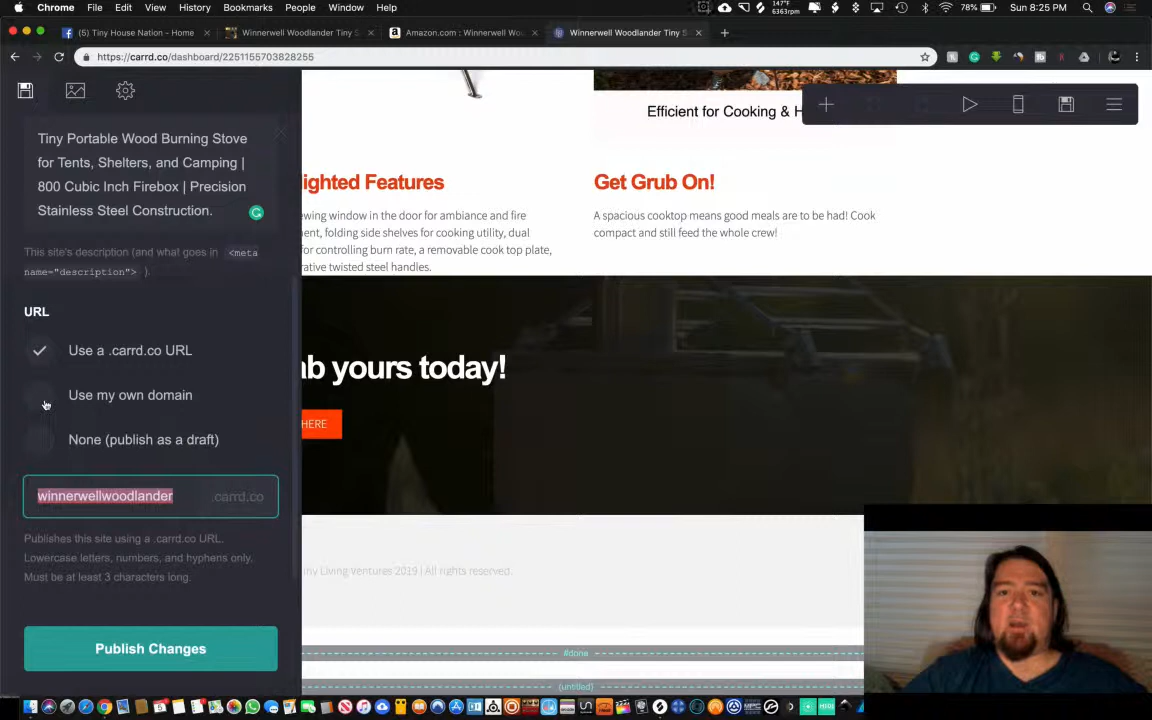 Chrome File Edit View History Bookmarks People Window Help
147°F
6363rpm
78%
Sun 8:25 PM
(5) Tiny House Nation - Home
Winnerwell Woodlander Tiny S
Amazon.com : Winnerwell Wo
Winnerwell Woodlander Tiny S
https://carrd.co/dashboard/2251155703828255
Tiny Portable Wood Burning Stove
for Tents, Shelters, and Camping |
800 Cubic Inch Firebox | Precision
Stainless Steel Construction.
This site's description (and what goes in <meta
name="description"> ).
URL
Use a .carrd.co URL
Use my own domain
None (publish as a draft)
winnerwellwoodlander .carrd.co
Publishes this site using a .carrd.co URL.
Lowercase letters, numbers, and hyphens only.
Must be at least 3 characters long.
Publish Changes
Efficient for Cooking & H
ighted Features
ewing window in the door for ambiance and fire
ent, folding side shelves for cooking utility, dual
for controlling burn rate, a removable cook top plate,
rative twisted steel handles.
Get Grub On!
A spacious cooktop means good meals are to be had! Cook
compact and still feed the whole crew!
ab yours today!
HERE
iny Living Ventures 2019 | All rights reserved.
#done
(untitled)